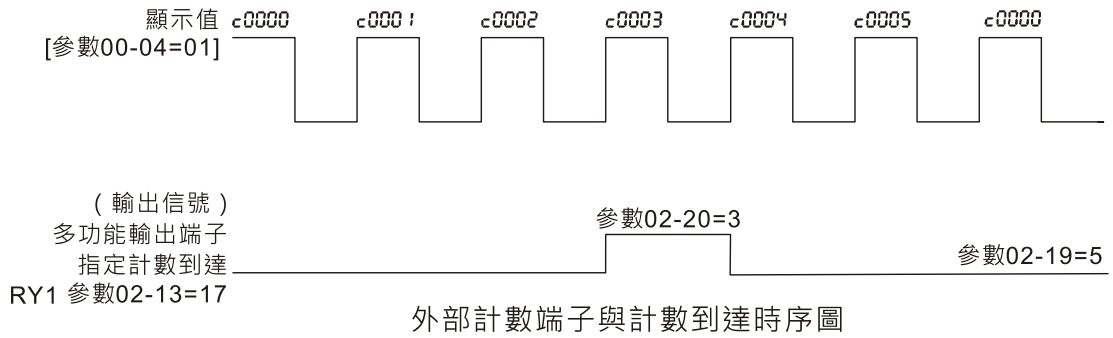 顯示值 c0000 c0001 c0002 c0003 c0004 c0005 c0000
[參數00-04=01]
(輸出信號)
多功能輸出端子
指定計數到達
RY1 參數02-13=17
參數02-20=3
參數02-19=5
外部計數端子與計數到達時序圖